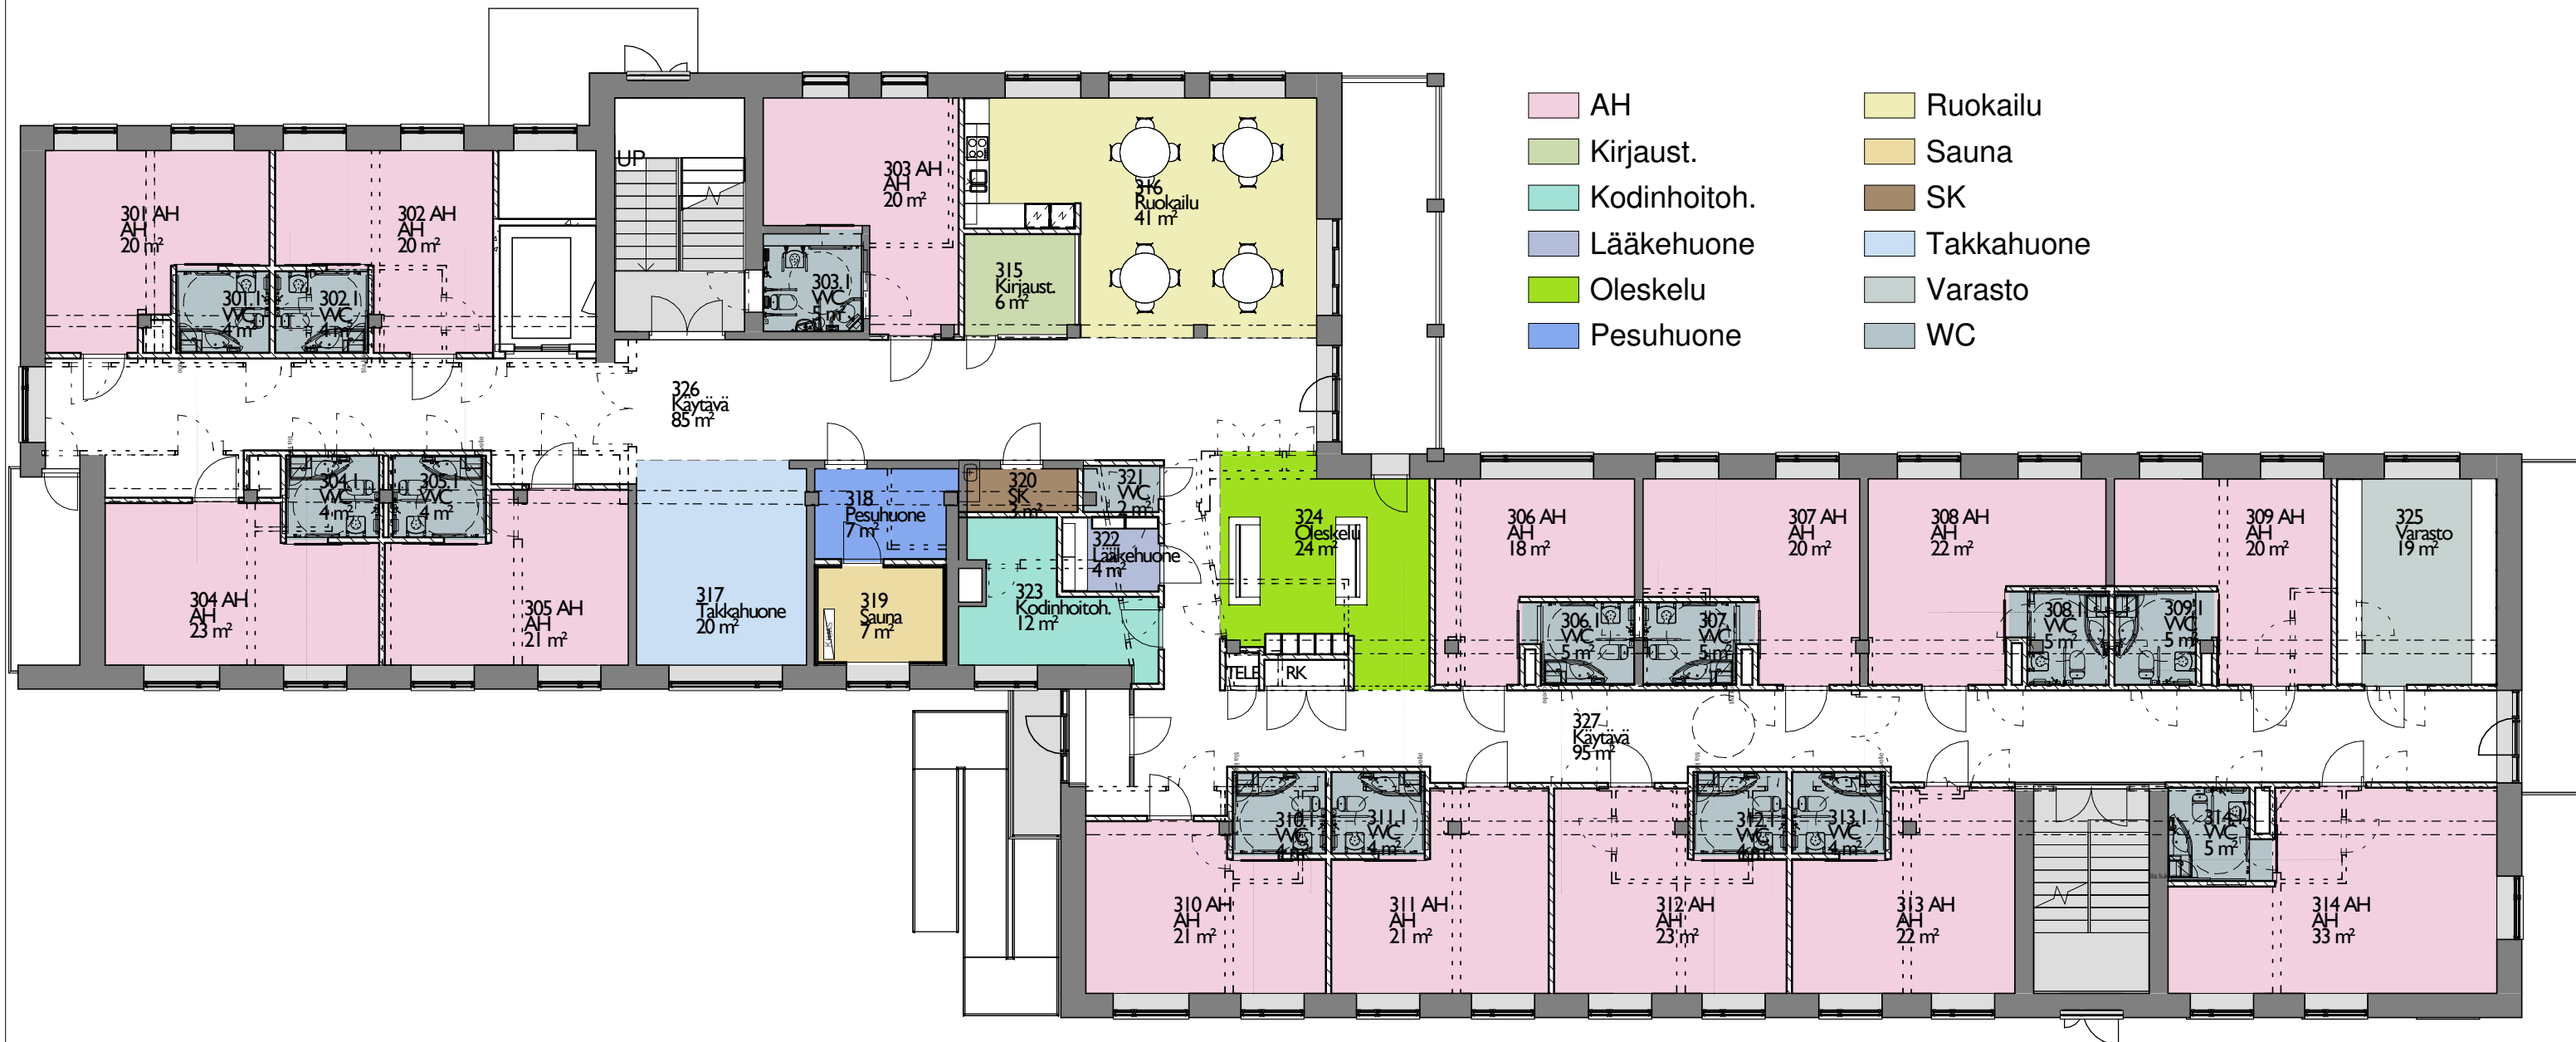 AH
Kirjaust.
Kodinhoitoh.
Lääkehuone
Oleskelu
Pesuhuone
Ruokailu
Sauna
SK
Takkahuone
Varasto
WC
UP
301 AH
AH
20 m²
302 AH
AH
20 m²
301.1
WC
4 m²
302.1
WC
4 m²
303 AH
AH
20 m²
303.1
WC
5 m²
316
Ruokailu
41 m²
315
Kirjaust.
6 m²
326
Käytävä
85 m²
304.1
WC
4 m²
305.1
WC
4 m²
304 AH
AH
23 m²
305 AH
AH
21 m²
317
Takkahuone
20 m²
318
Pesuhuone
7 m²
319
Sauna
7 m²
320
SK
3 m²
321
WC
2 m²
322
Lääkehuone
4 m²
323
Kodinhoitoh.
12 m²
324
Oleskelu
24 m²
TELE
RK
306 AH
AH
18 m²
307 AH
AH
20 m²
308 AH
AH
22 m²
309 AH
AH
20 m²
325
Varasto
19 m²
306.1
WC
5 m²
307.
WC
5 m²
308.1
WC
5 m²
309.1
WC
5 m²
327
Käytävä
95 m²
310.1
WC
4 m²
311.1
WC
4 m²
312.1
WC
4 m²
313.1
WC
4 m²
314.1
WC
5 m²
310 AH
AH
21 m²
311 AH
AH
21 m²
312 AH
AH
23 m²
313 AH
AH
22 m²
314 AH
AH
33 m²